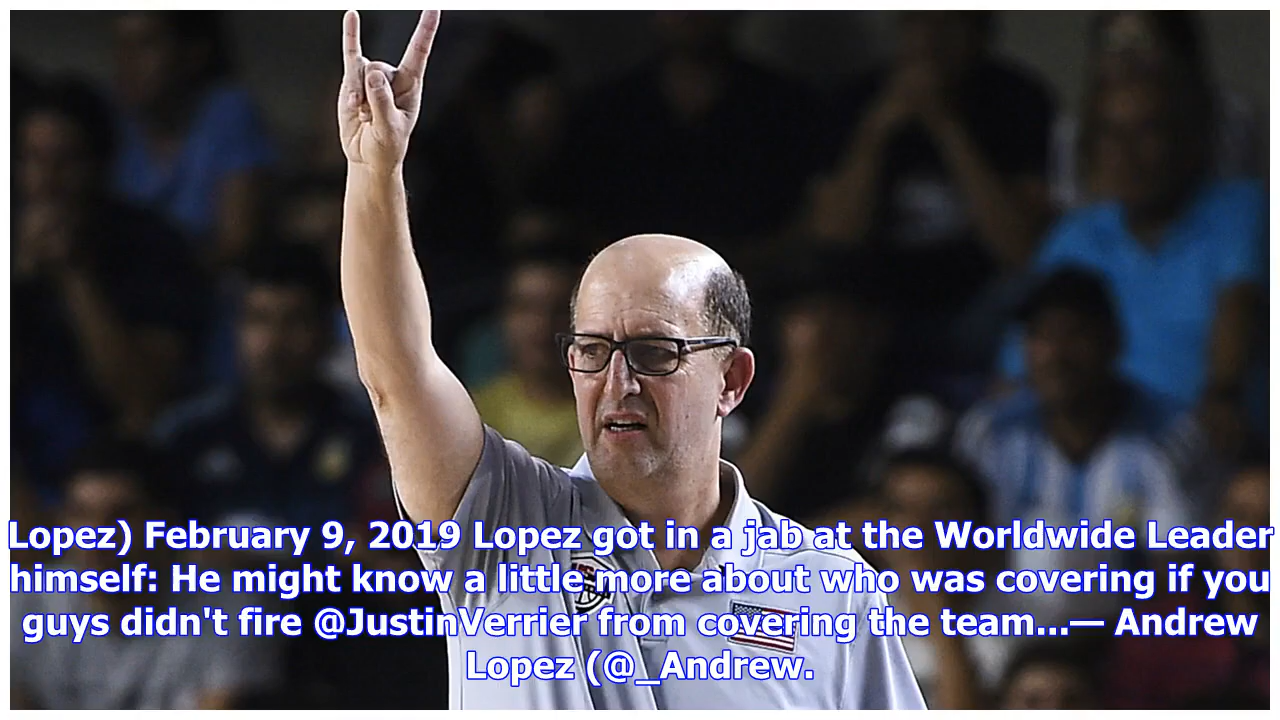 Lopez) February 9, 2019 Lopez got in a jab at the Worldwide Leader
himself: He might know a little more about who was covering if you
guys didn't fire @JustinVerrier from covering the team...— Andrew
Lopez (@_Andrew.